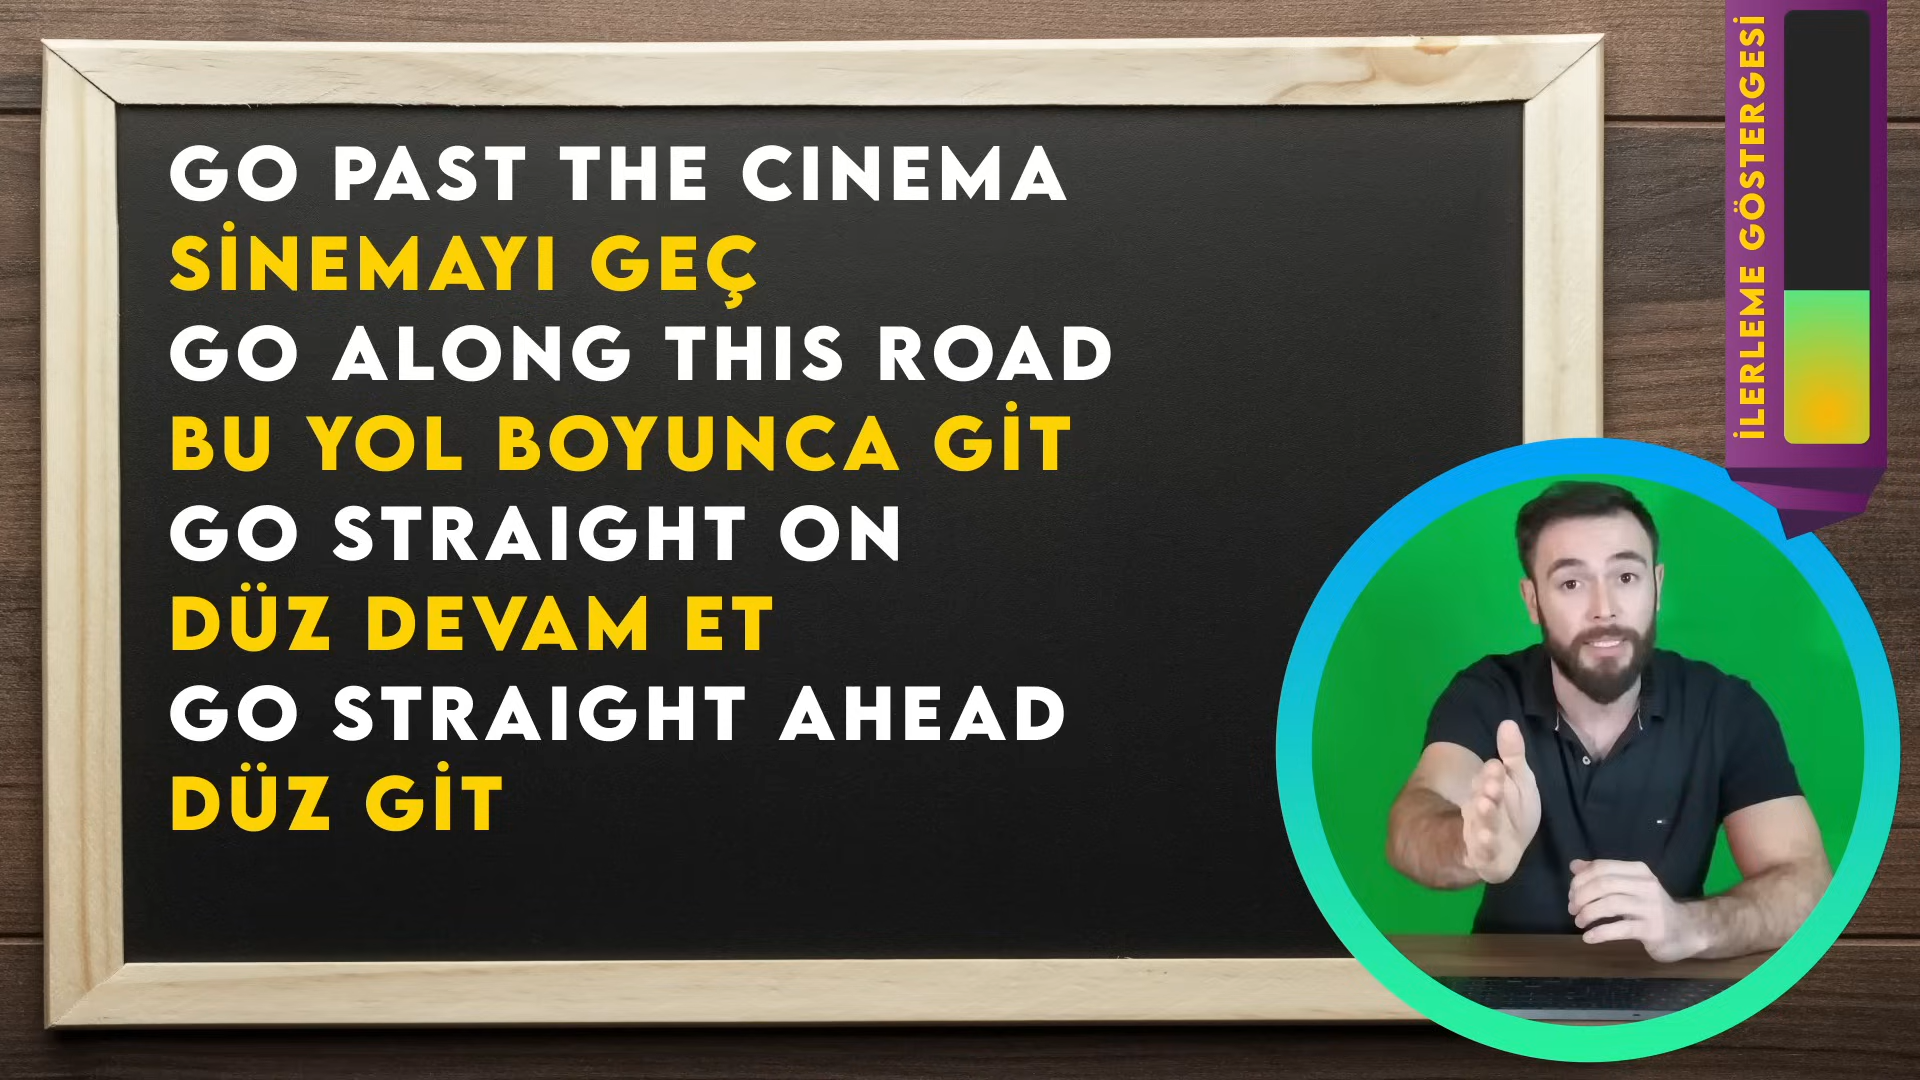 GO PAST THE CINEMA
SİNEMAYI GEÇ
GO ALONG THIS ROAD
BU YOL BOYUNCA GİT
GO STRAIGHT ON
DÜZ DEVAM ET
GO STRAIGHT AHEAD
DÜZ GİT
İLERLEME GÖSTERGESİ